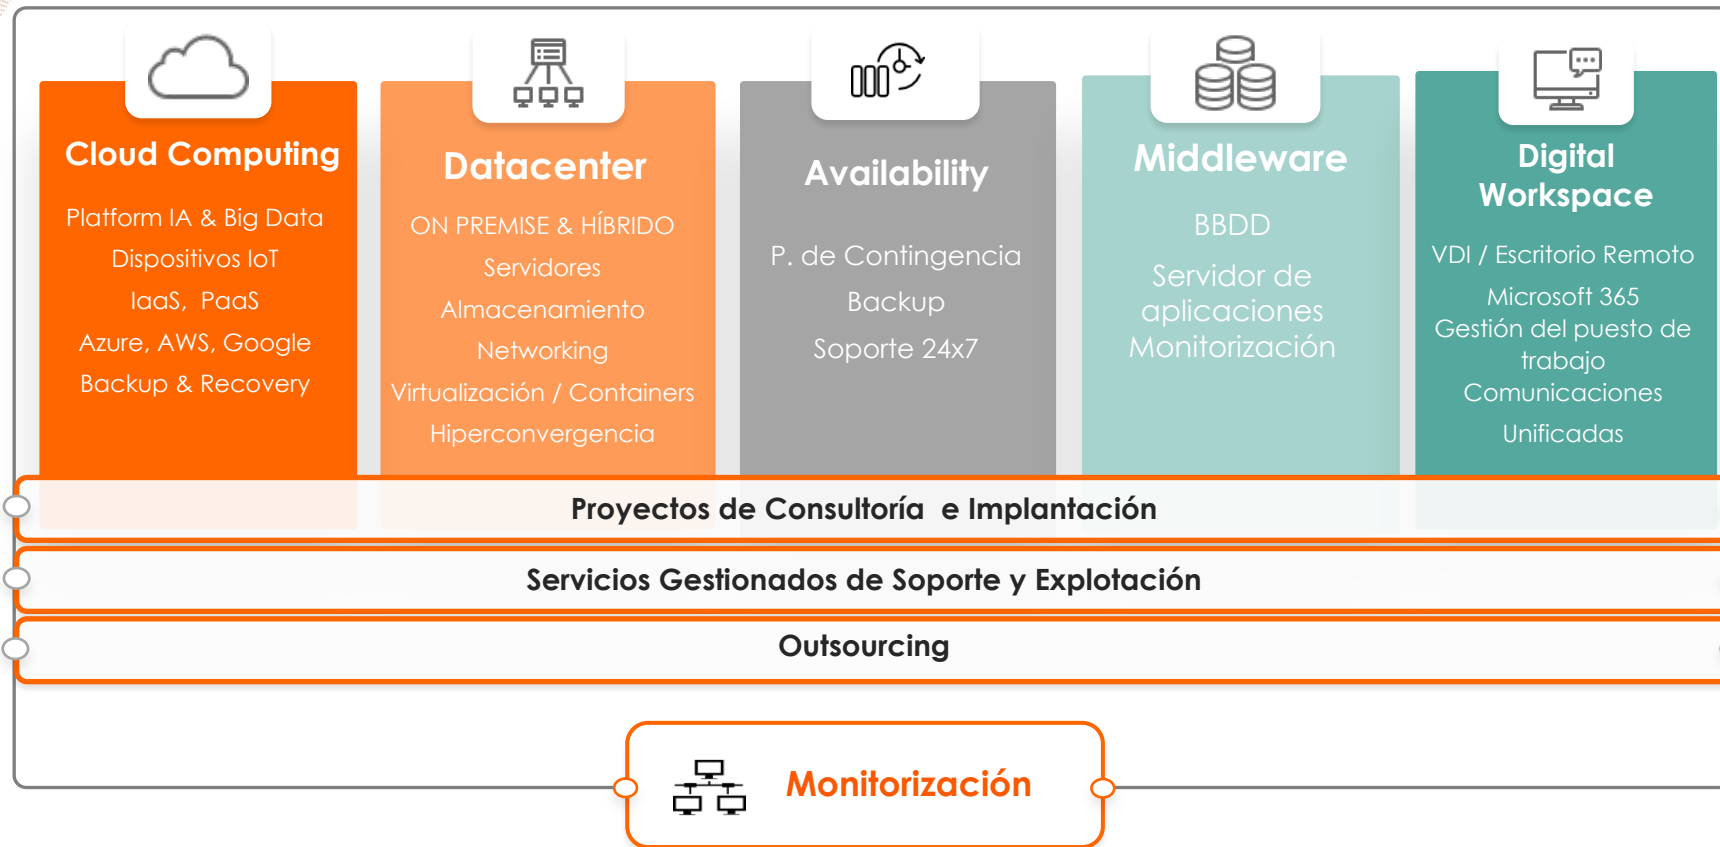 Cloud Computing
Platform IA & Big Data
Dispositivos IoT
IaaS, PaaS
Azure, AWS, Google
Backup & Recovery
Datacenter
ON PREMISE & HÍBRIDO
Servidores
Almacenamiento
Networking
Virtualización / Containers
Hiperconvergencia
Availability
P. de Contingencia
Backup
Soporte 24x7
Middleware
BBDD
Servidor de
aplicaciones
Monitorización
Digital
Workspace
VDI / Escritorio Remoto
Microsoft 365
Gestión del puesto de
trabajo
Comunicaciones
Unificadas
Proyectos de Consultoría e Implantación
Servicios Gestionados de Soporte y Explotación
Outsourcing
Monitorización